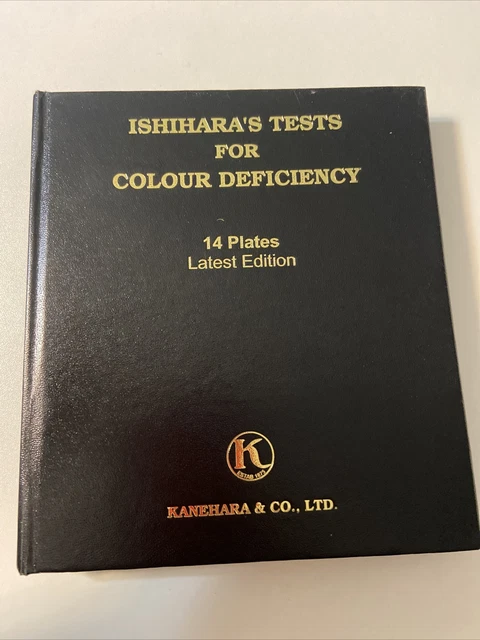 ISHIHARA'S TESTS
FOR
COLOUR DEFICIENCY
14 Plates
Latest Edition
K
KANEHARA & CO., LTD.